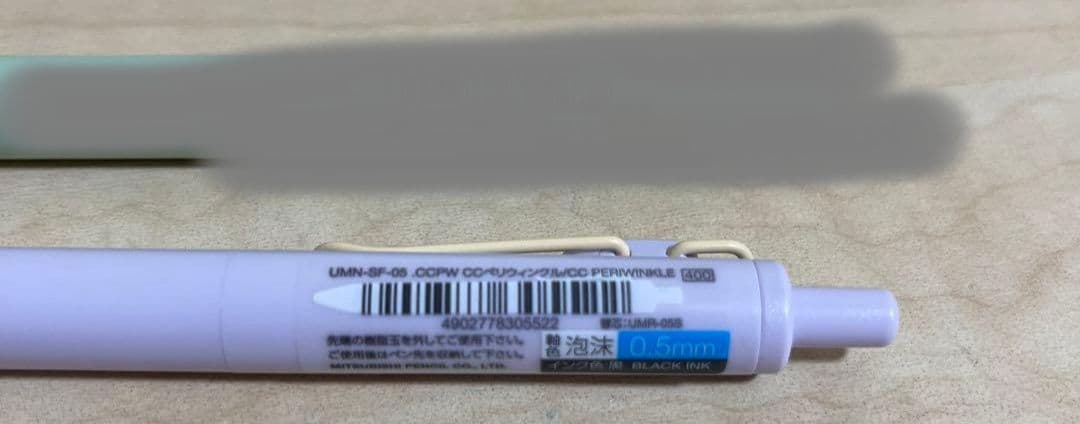 UMN-SF-05 .CCPW CCペリウィンクル/CC PERIWINKLE 400
4902778305522 替芯:UMR-05S
先端の樹脂玉を外してご使用下さい。
ご使用後はペン先を収納して下さい。
MITSUBISHI PENCIL CO., LTD.
軸色 泡沫 0.5mm
インク色:黒 BLACK INK